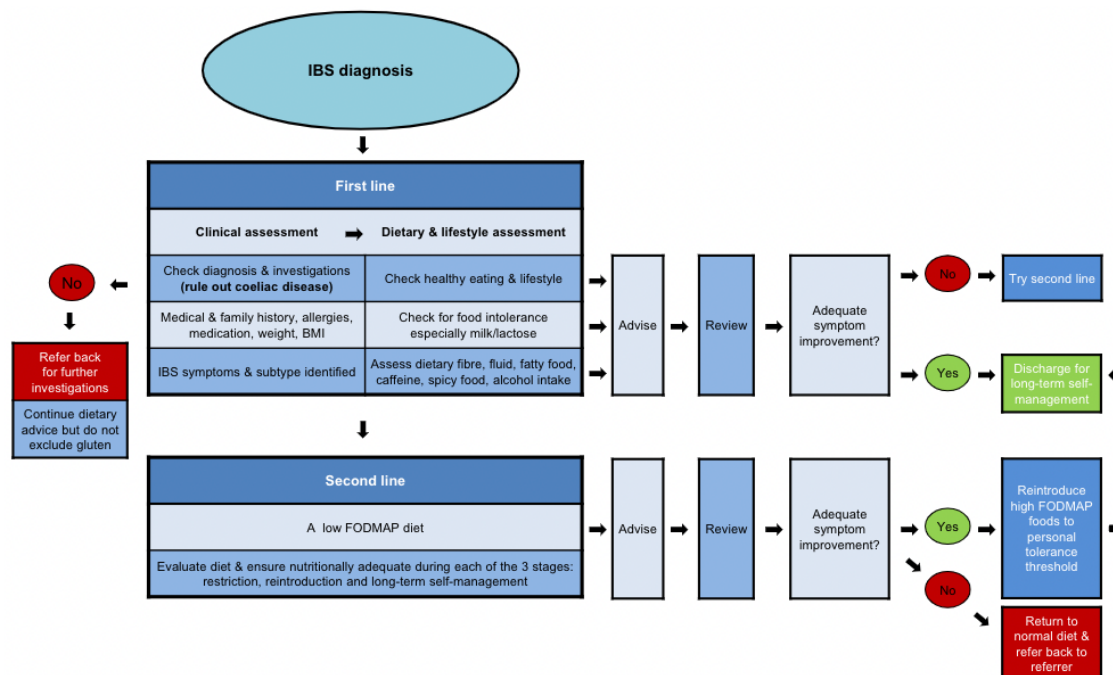 IBS diagnosis
First line
Clinical assessment
Dietary & lifestyle assessment
Check diagnosis & investigations
(rule out coeliac disease)
Check healthy eating & lifestyle
Medical & family history, allergies,
medication, weight, BMI
Check for food intolerance
especially milk/lactose
IBS symptoms & subtype identified
Assess dietary fibre, fluid, fatty food,
caffeine, spicy food, alcohol intake
No
Refer back
for further
investigations
Continue dietary
advice but do not
exclude gluten
Advise
Review
Adequate
symptom
improvement?
No
Try second line
Yes
Discharge for
long-term self-
management
Second line
A low FODMAP diet
Evaluate diet & ensure nutritionally adequate during each of the 3 stages:
restriction, reintroduction and long-term self-management
Advise
Review
Adequate
symptom
improvement?
Yes
Reintroduce
high FODMAP
foods to
personal
tolerance
threshold
No
Return to
normal diet &
refer back to
referrer